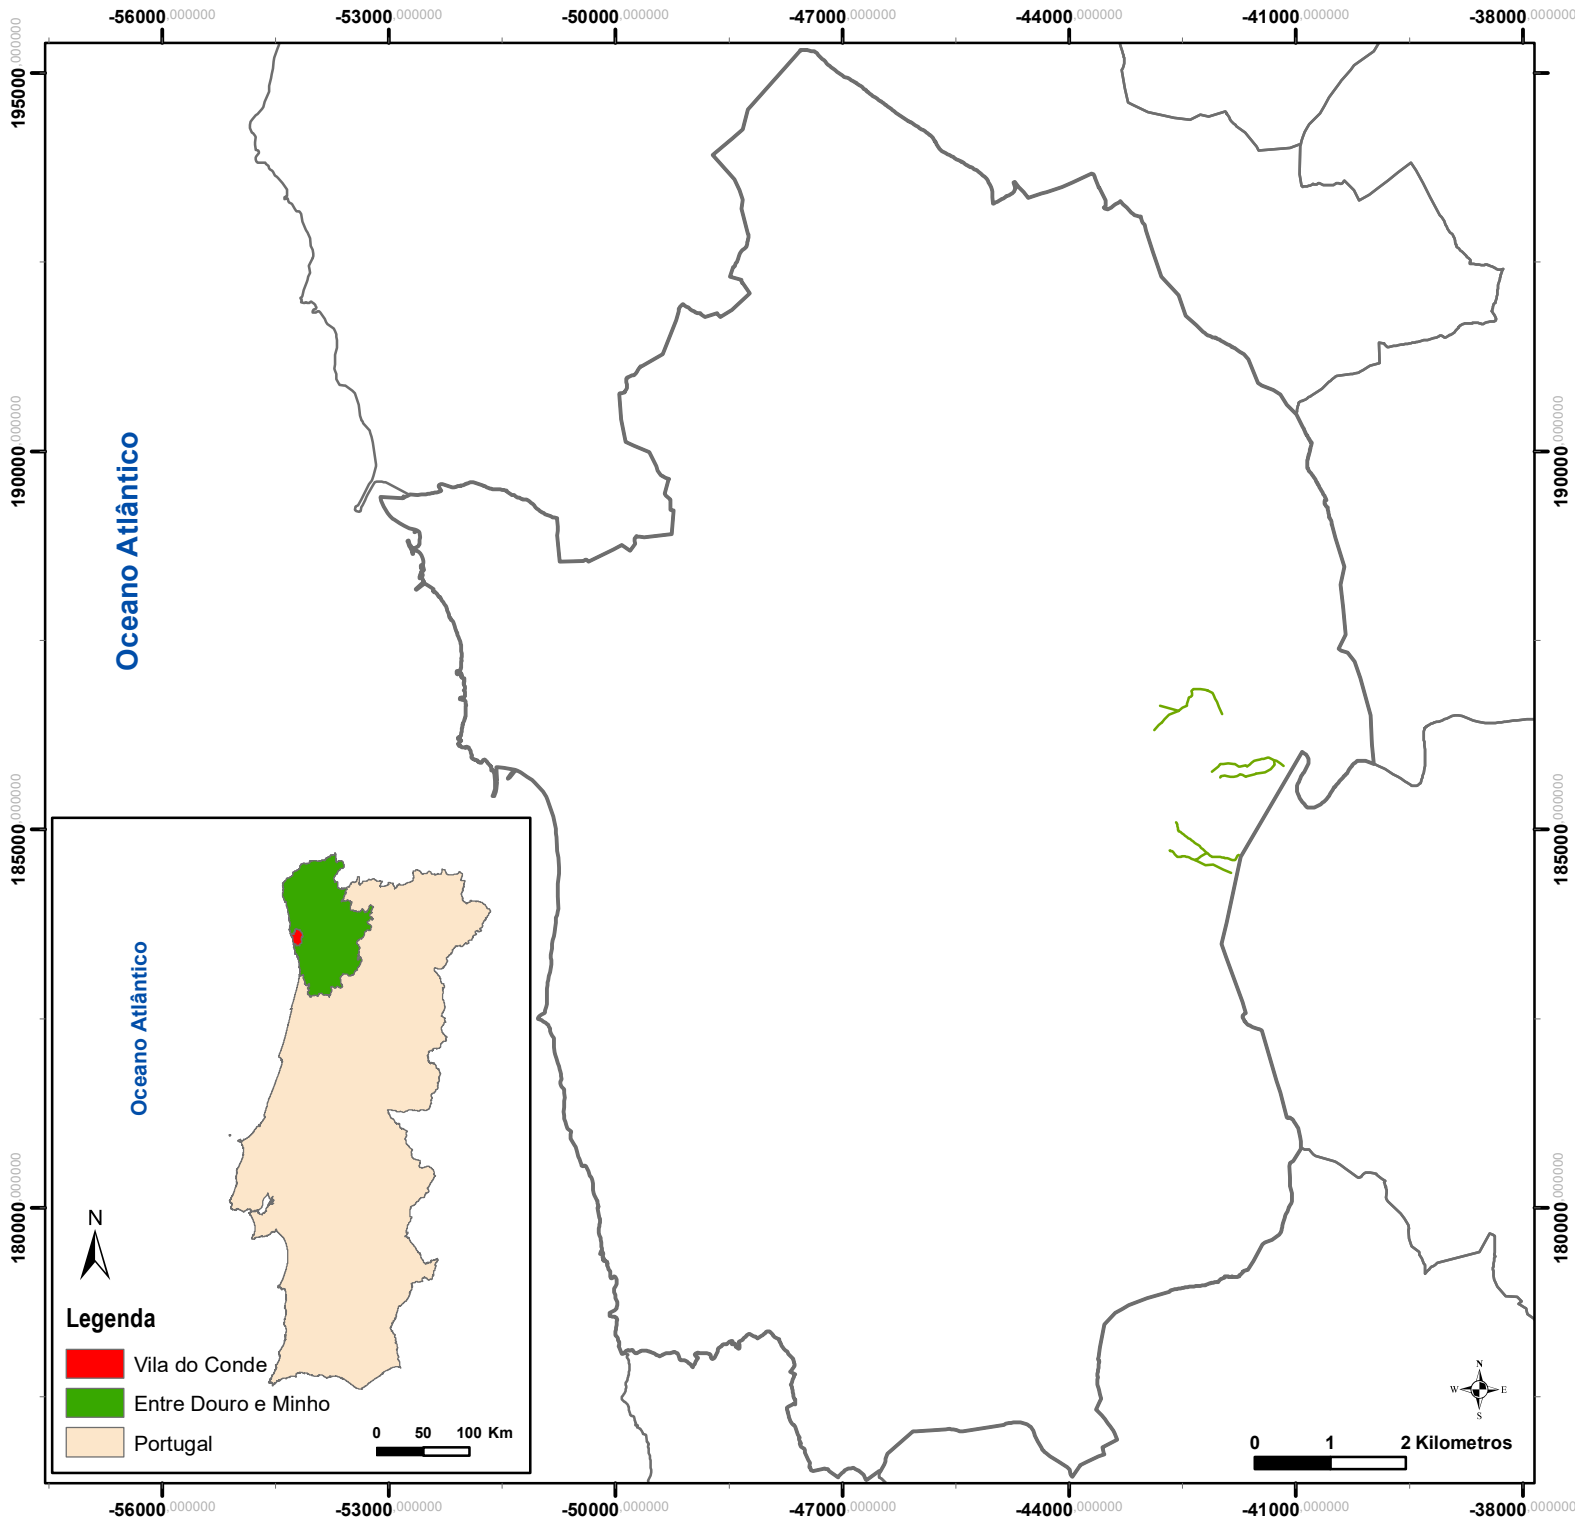 -56000,000000 -53000,000000 -50000,000000 -47000,000000 -44000,000000 -41000,000000 -38000,000000
195000,000000
190000,000000
190000,000000
Oceano Atlântico
185000,000000
185000,000000
Oceano Atlântico
180000,000000
180000,000000
N
Legenda
Vila do Conde
Entre Douro e Minho
Portugal
0 50 100 Km
N
W E
S
0 1 2 Kilometros
-56000,000000 -53000,000000 -50000,000000 -47000,000000 -44000,000000 -41000,000000 -38000,000000